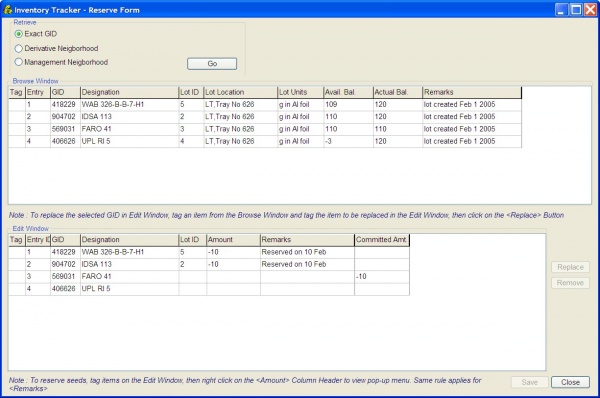 Inventory Tracker - Reserve Form
Retrieve
Exact GID
Derivative Neigborhood
Management Neigborhood
Go
Browse Window
Tag Entry GID Designation Lot ID Lot Location Lot Units Avail. Bal. Actual Bal. Remarks
1 418229 WAB 326-B-B-7-H1 5 LT,Tray No 626 g in Al foil 109 120 lot created Feb 1 2005
2 904702 IDSA 113 2 LT,Tray No 626 g in Al foil 110 120 lot created Feb 1 2005
3 569031 FARO 41 3 LT,Tray No 626 g in Al foil 110 110 lot created Feb 1 2005
4 406626 UPL RI 5 4 LT,Tray No 626 g in Al foil -3 120 lot created Feb 1 2005
Note : To replace the selected GID in Edit Window, tag an item from the Browse Window and tag the item to be replaced in the Edit Window, then click on the <Replace> Button
Edit Window
Tag Entry ID GID Designation Lot ID Amount Remarks Committed Amt
1 418229 WAB 326-B-B-7-H1 5 -10 Reserved on 10 Feb
2 904702 IDSA 113 2 -10 Reserved on 10 Feb
3 569031 FARO 41 -10
4 406626 UPL RI 5
Replace
Remove
Note : To reserve seeds, tag items on the Edit Window, then right click on the <Amount> Column Header to view pop-up menu. Same rule applies for
<Remarks>
Save
Close